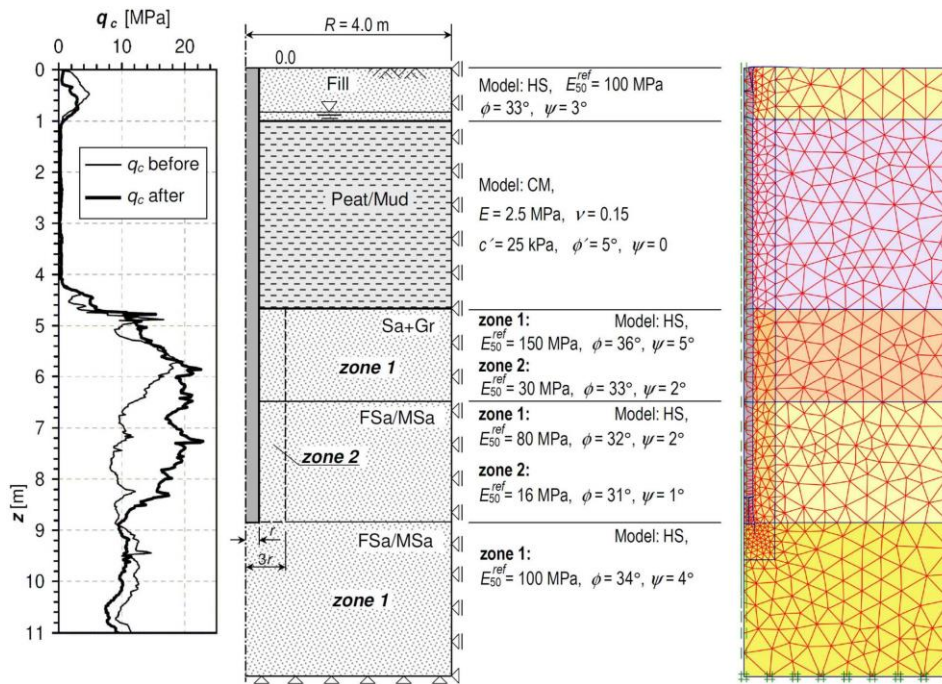 q_c [MPa]
0 10 20
0
1
2
3
4
5
6
7
8
9
10
11
z [m]
q_c before
q_c after
R = 4.0 m
0.0
Fill
Peat/Mud
Sa+Gr
zone 1
FSa/MSa
zone 2
r
3r
FSa/MSa
zone 1
Model: HS, E_50^ref = 100 MPa
ϕ = 33°, ψ = 3°
Model: CM,
E = 2.5 MPa, ν = 0.15
c′ = 25 kPa, ϕ′ = 5°, ψ = 0
zone 1: Model: HS,
E_50^ref = 150 MPa, ϕ = 36°, ψ = 5°
zone 2:
E_50^ref = 30 MPa, ϕ = 33°, ψ = 2°
zone 1: Model: HS,
E_50^ref = 80 MPa, ϕ = 32°, ψ = 2°
zone 2:
E_50^ref = 16 MPa, ϕ = 31°, ψ = 1°
Model: HS,
zone 1:
E_50^ref = 100 MPa, ϕ = 34°, ψ = 4°